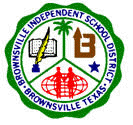 BROWNSVILLE INDEPENDENT SCHOOL DISTRICT
BROWNSVILLE TEXAS
B